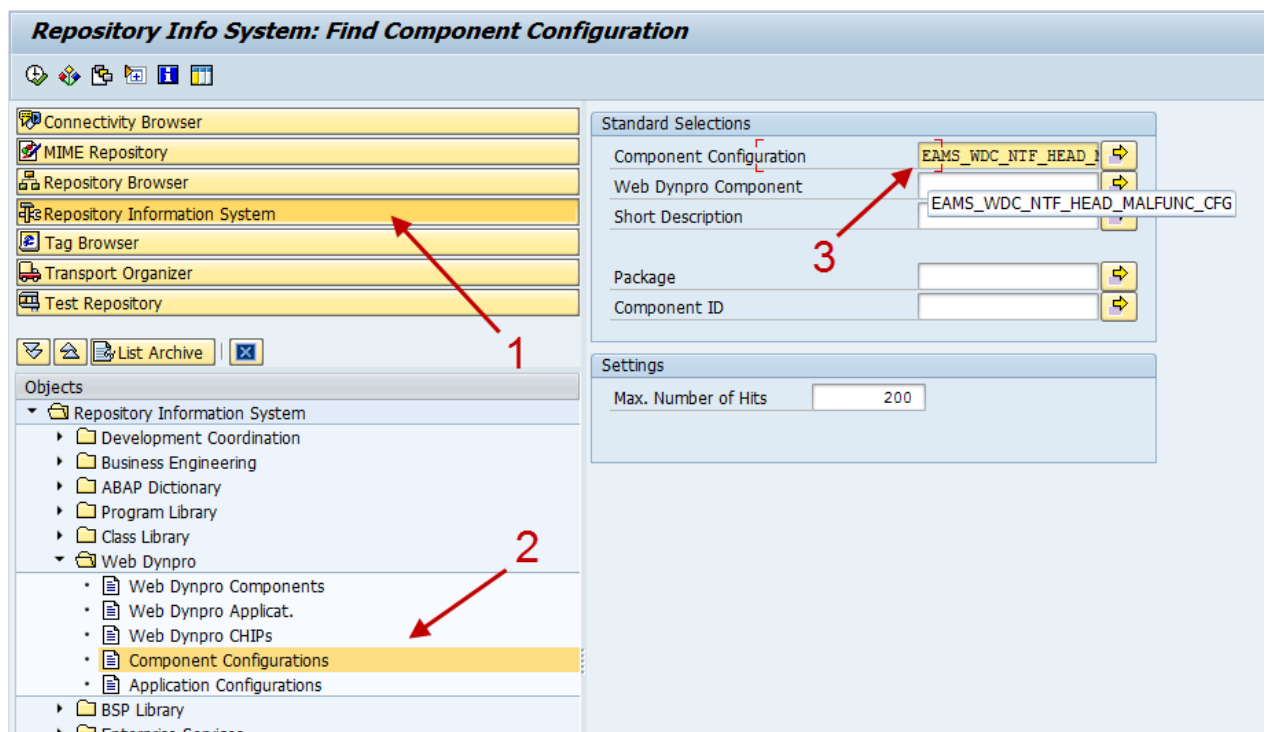 Repository Info System: Find Component Configuration
Connectivity Browser
MIME Repository
Repository Browser
Repository Information System
Tag Browser
Transport Organizer
Test Repository
1
List Archive
Objects
Repository Information System
Development Coordination
Business Engineering
ABAP Dictionary
Program Library
Class Library
Web Dynpro
2
Web Dynpro Components
Web Dynpro Applicat.
Web Dynpro CHIPs
Component Configurations
Application Configurations
BSP Library
Enterprise Services
Standard Selections
Component Configuration EAMS_WDC_NTF_HEAD_M
Web Dynpro Component
EAMS_WDC_NTF_HEAD_MALFUNC_CFG
Short Description
3
Package
Component ID
Settings
Max. Number of Hits 200